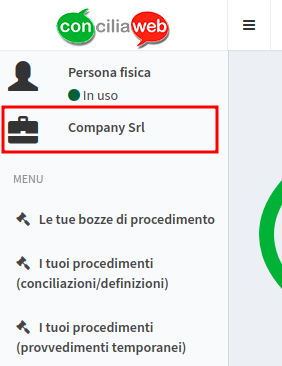 conciliaweb
Persona fisica
In uso
Company Srl
MENU
Le tue bozze di procedimento
I tuoi procedimenti
(conciliazioni/definizioni)
I tuoi procedimenti
(provvedimenti temporanei)